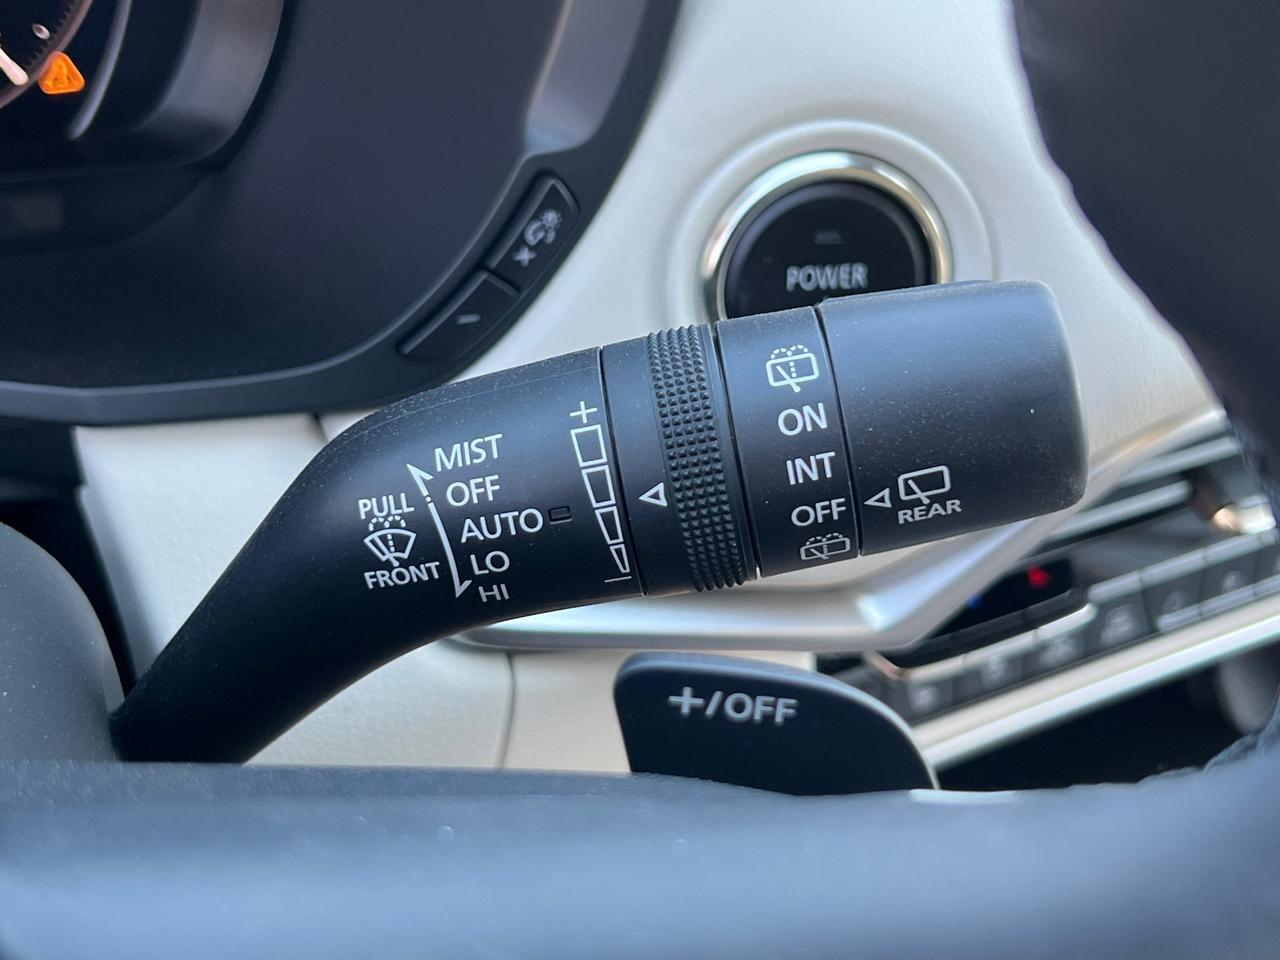 POWER
MIST
OFF
AUTO
LO
HI
PULL
FRONT
+
-
ON
INT
OFF
REAR
+/OFF